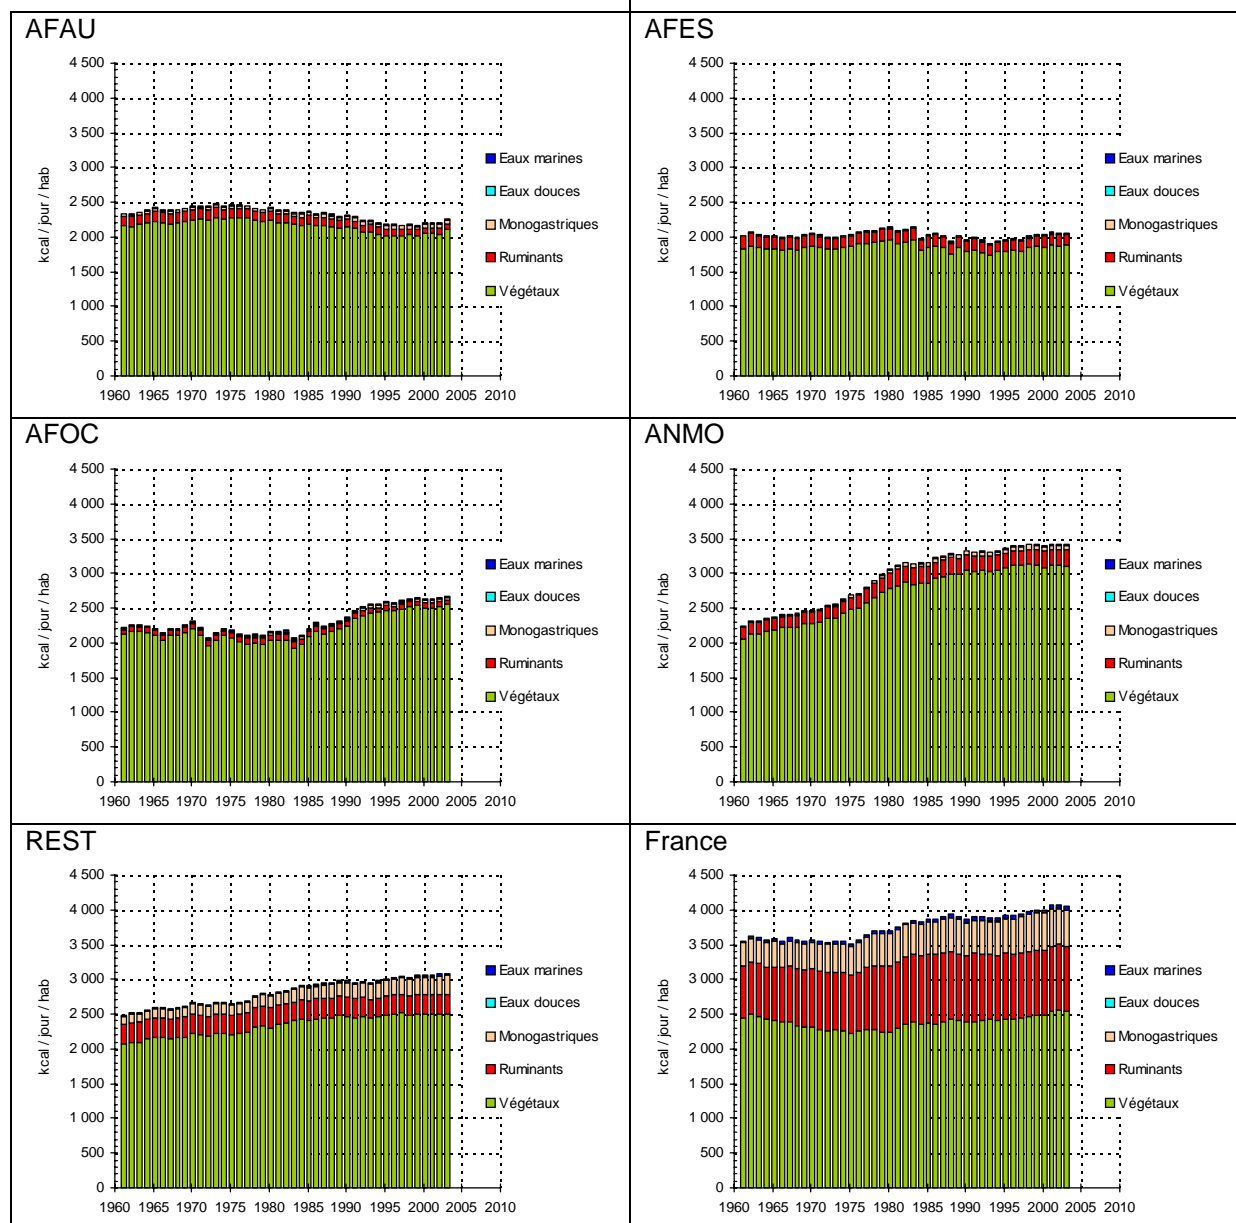 AFAU
kcal / jour / hab
4 500
4 000
3 500
3 000
2 500
2 000
1 500
1 000
500
0
1960 1965 1970 1975 1980 1985 1990 1995 2000 2005 2010
Eaux marines
Eaux douces
Monogastriques
Ruminants
Végétaux
AFES
kcal / jour / hab
4 500
4 000
3 500
3 000
2 500
2 000
1 500
1 000
500
0
1960 1965 1970 1975 1980 1985 1990 1995 2000 2005 2010
Eaux marines
Eaux douces
Monogastriques
Ruminants
Végétaux
AFOC
kcal / jour / hab
4 500
4 000
3 500
3 000
2 500
2 000
1 500
1 000
500
0
1960 1965 1970 1975 1980 1985 1990 1995 2000 2005 2010
Eaux marines
Eaux douces
Monogastriques
Ruminants
Végétaux
ANMO
kcal / jour / hab
4 500
4 000
3 500
3 000
2 500
2 000
1 500
1 000
500
0
1960 1965 1970 1975 1980 1985 1990 1995 2000 2005 2010
Eaux marines
Eaux douces
Monogastriques
Ruminants
Végétaux
REST
kcal / jour / hab
4 500
4 000
3 500
3 000
2 500
2 000
1 500
1 000
500
0
1960 1965 1970 1975 1980 1985 1990 1995 2000 2005 2010
Eaux marines
Eaux douces
Monogastriques
Ruminants
Végétaux
France
kcal / jour / hab
4 500
4 000
3 500
3 000
2 500
2 000
1 500
1 000
500
0
1960 1965 1970 1975 1980 1985 1990 1995 2000 2005 2010
Eaux marines
Eaux douces
Monogastriques
Ruminants
Végétaux